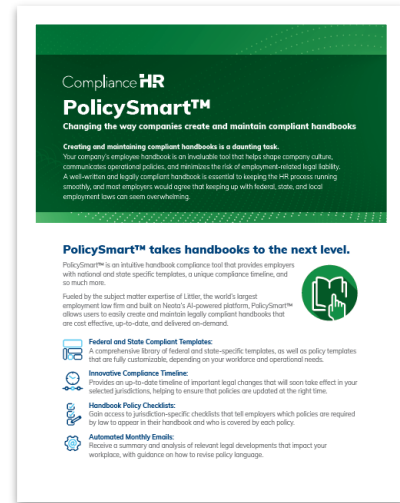 Compliance HR
PolicySmart™
Changing the way companies create and maintain compliant handbooks
Creating and maintaining compliant handbooks is a daunting task.
Your company's employee handbook is an invaluable tool that helps shape company culture,
communicates operational policies, and minimizes the risk of employment-related legal liability.
A well-written and legally compliant handbook is essential to keeping the HR process running
smoothly, and most employers would agree that keeping up with federal, state, and local
employment laws can seem overwhelming.
PolicySmart™ takes handbooks to the next level.
PolicySmart™ is an intuitive handbook compliance tool that provides employers
with national and state specific templates, a unique compliance timeline, and
so much more.
Fueled by the subject matter expertise of Littler, the world's largest
employment law firm and built on Neota's AI-powered platform, PolicySmart™
allows users to easily create and maintain legally compliant handbooks that
are cost effective, up-to-date, and delivered on-demand.
Federal and State Compliant Templates:
A comprehensive library of federal and state-specific templates, as well as policy templates
that are fully customizable, depending on your workforce and operational needs.
Innovative Compliance Timeline:
Provides an up-to-date timeline of important legal changes that will soon take effect in your
selected jurisdictions, helping to ensure that policies are updated at the right time.
Handbook Policy Checklists:
Gain access to jurisdiction-specific checklists that tell employers which policies are required
by law to appear in their handbook and who is covered by each policy.
Automated Monthly Emails:
Receive a summary and analysis of relevant legal developments that impact your
workplace, with guidance on how to revise policy language.